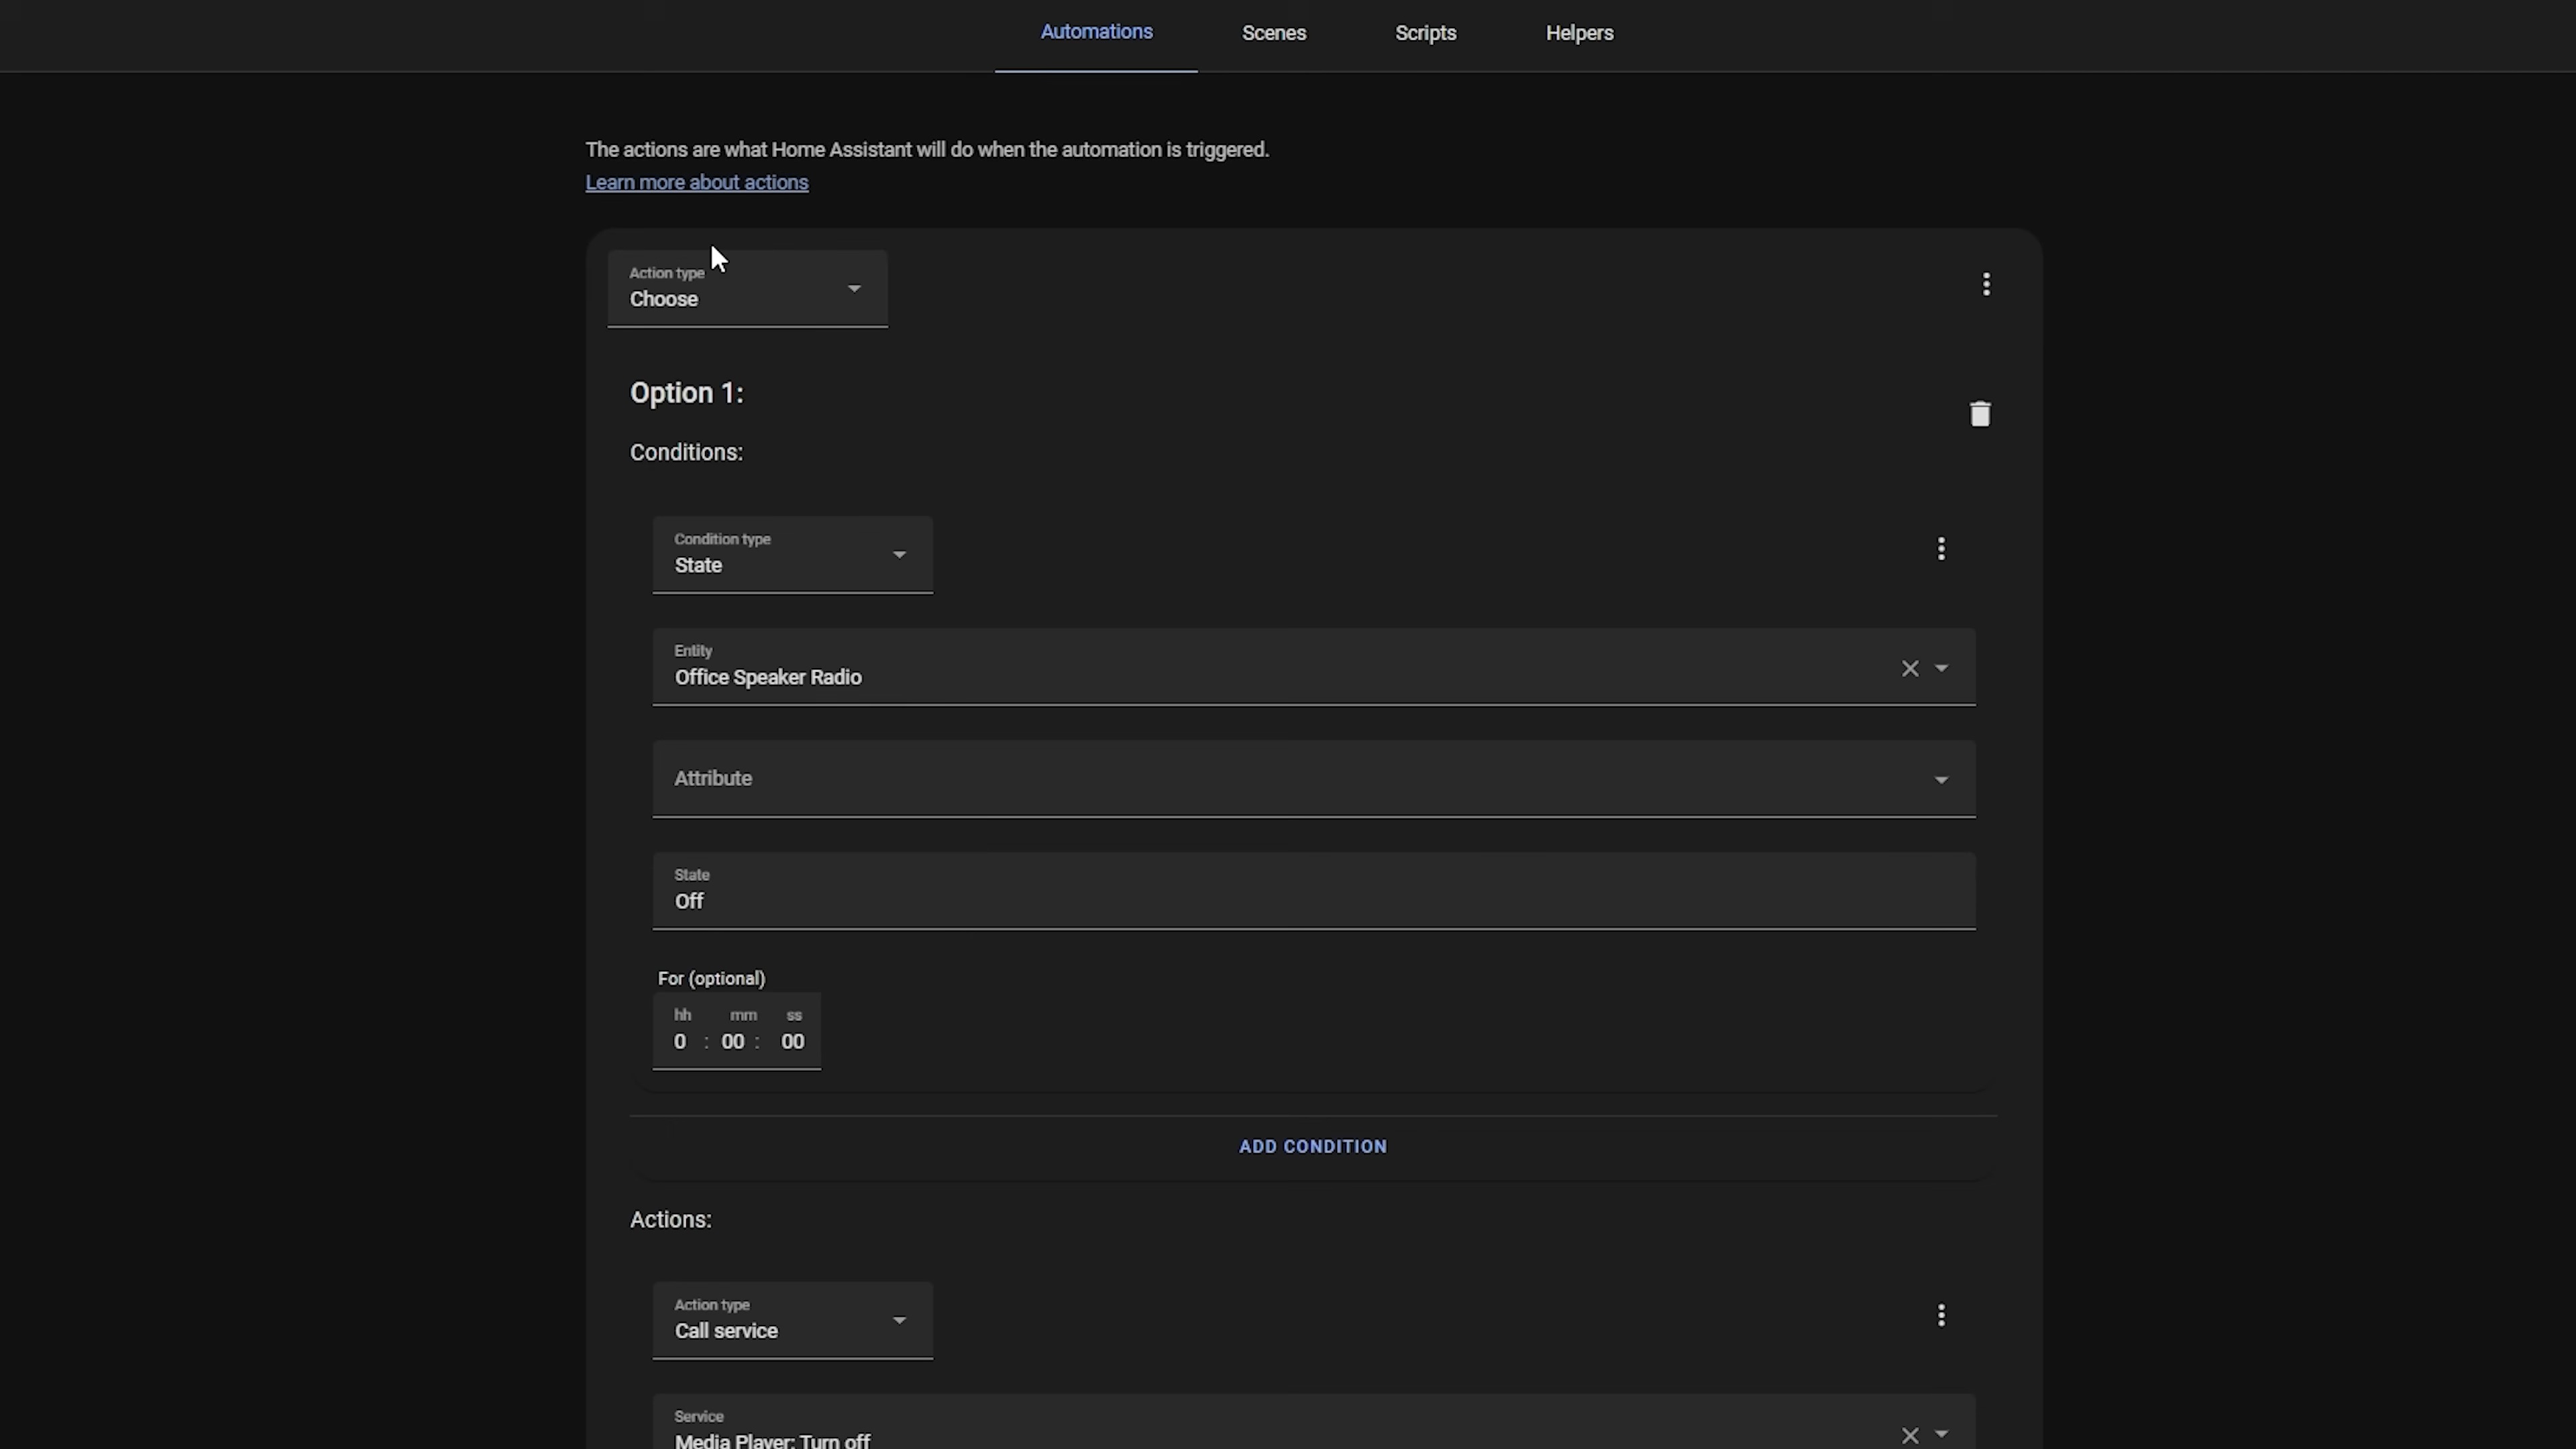 Automations
Scenes
Scripts
Helpers
The actions are what Home Assistant will do when the automation is triggered.
Learn more about actions
Action type
Choose
Option 1:
Conditions:
Condition type
State
Entity
Office Speaker Radio
Attribute
State
Off
For (optional)
hh mm ss
0 : 00 : 00
ADD CONDITION
Actions:
Action type
Call service
Service
Media Player: Turn off